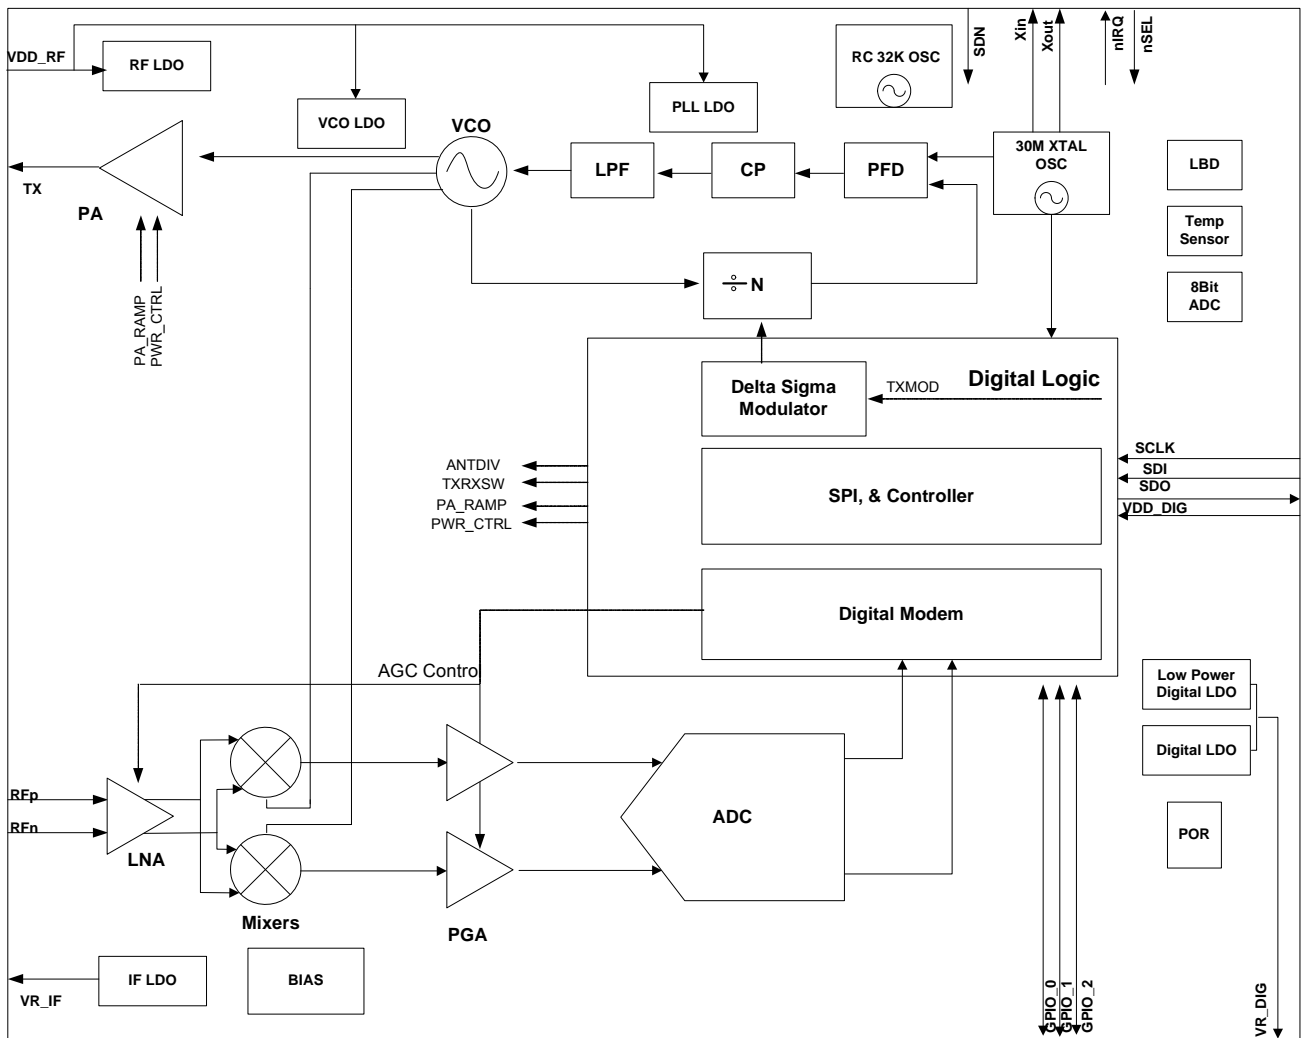 VDD_RF
RF LDO
VCO LDO
PLL LDO
RC 32K OSC
SDN
Xin
Xout
nIRQ
nSEL
VCO
LPF
CP
PFD
30M XTAL
OSC
LBD
Temp
Sensor
8Bit
ADC
TX
PA
PA_RAMP
PWR_CTRL
÷ N
Delta Sigma
Modulator
TXMOD
Digital Logic
ANTDIV
TXRXSW
PA_RAMP
PWR_CTRL
SPI, & Controller
SCLK
SDI
SDO
VDD_DIG
Digital Modem
AGC Control
Low Power
Digital LDO
Digital LDO
RFp
RFn
LNA
Mixers
PGA
ADC
POR
IF LDO
VR_IF
BIAS
GPIO_0
GPIO_1
GPIO_2
VR_DIG